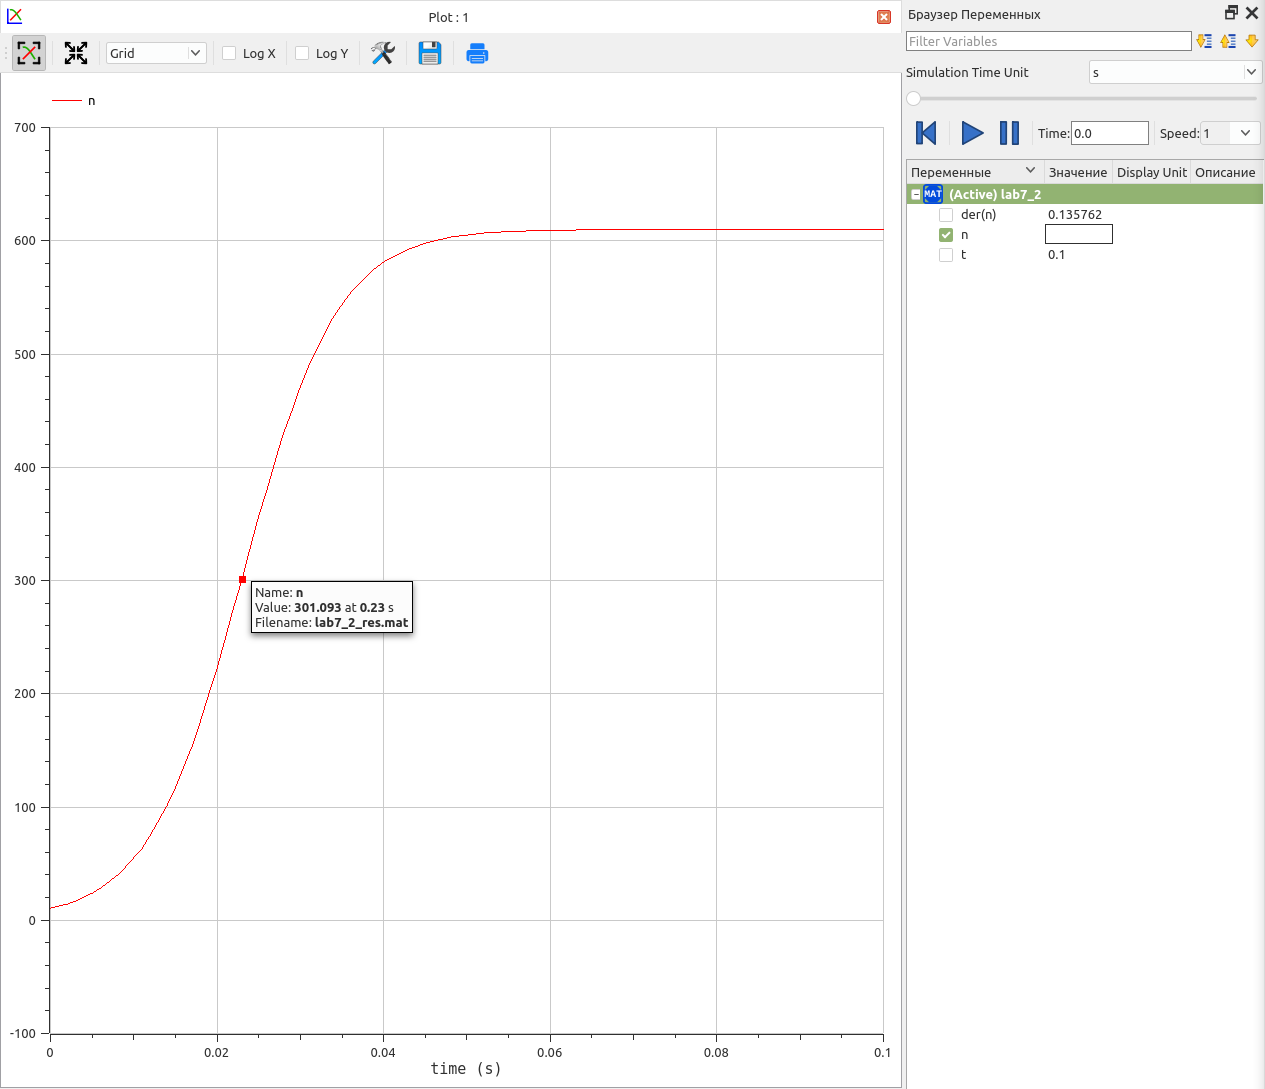 Plot : 1
Grid
Log X
Log Y
n
700
600
500
400
300
200
100
0
-100
Name: n
Value: 301.093 at 0.23 s
Filename: lab7_2_res.mat
0
0.02
0.04
0.06
0.08
0.1
time (s)
Браузер Переменных
Filter Variables
Simulation Time Unit
s
Time: 0.0
Speed: 1
Переменные Значение Display Unit Описание
MAT (Active) lab7_2
der(n) 0.135762
n
t 0.1